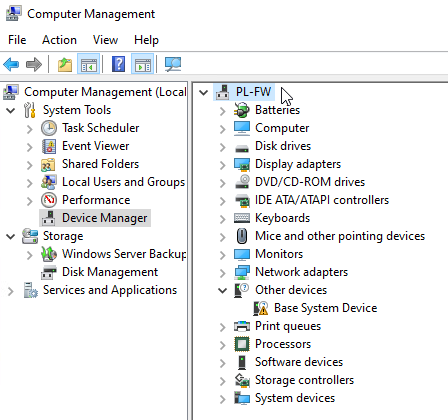 Computer Management
File Action View Help
Computer Management (Local
System Tools
Task Scheduler
Event Viewer
Shared Folders
Local Users and Groups
Performance
Device Manager
Storage
Windows Server Backup
Disk Management
Services and Applications
PL-FW
Batteries
Computer
Disk drives
Display adapters
DVD/CD-ROM drives
IDE ATA/ATAPI controllers
Keyboards
Mice and other pointing devices
Monitors
Network adapters
Other devices
Base System Device
Print queues
Processors
Software devices
Storage controllers
System devices